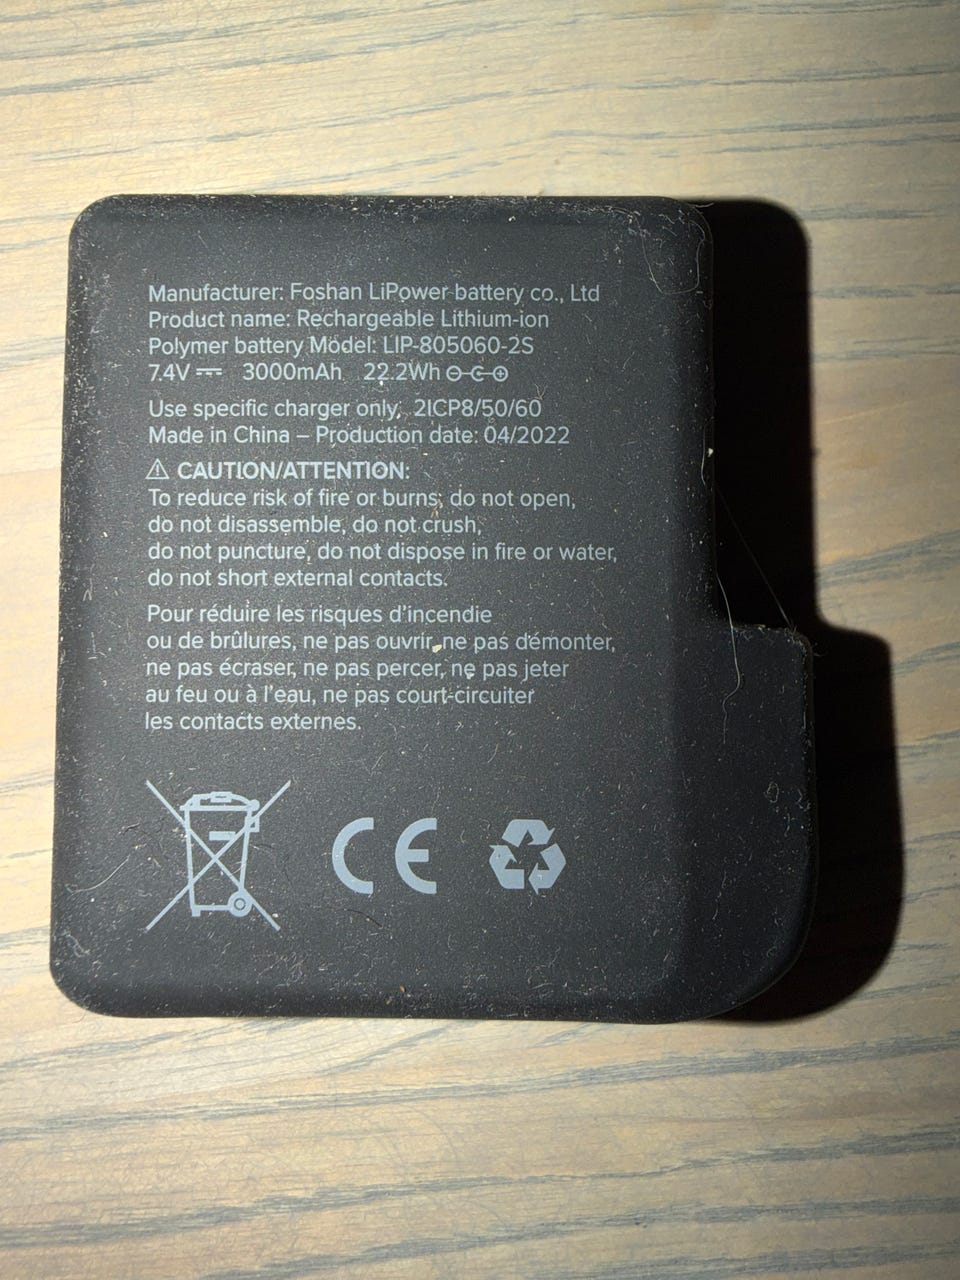 Manufacturer: Foshan LiPower battery co., Ltd
Product name: Rechargeable Lithium-ion
Polymer battery Model: LIP-805060-2S
7.4V ⎓ 3000mAh 22.2Wh
Use specific charger only, 2ICP8/50/60
Made in China – Production date: 04/2022
⚠ CAUTION/ATTENTION:
To reduce risk of fire or burns, do not open,
do not disassemble, do not crush,
do not puncture, do not dispose in fire or water,
do not short external contacts.
Pour réduire les risques d'incendie
ou de brûlures, ne pas ouvrir, ne pas démonter,
ne pas écraser, ne pas percer, ne pas jeter
au feu ou à l'eau, ne pas court-circuiter
les contacts externes.
CE